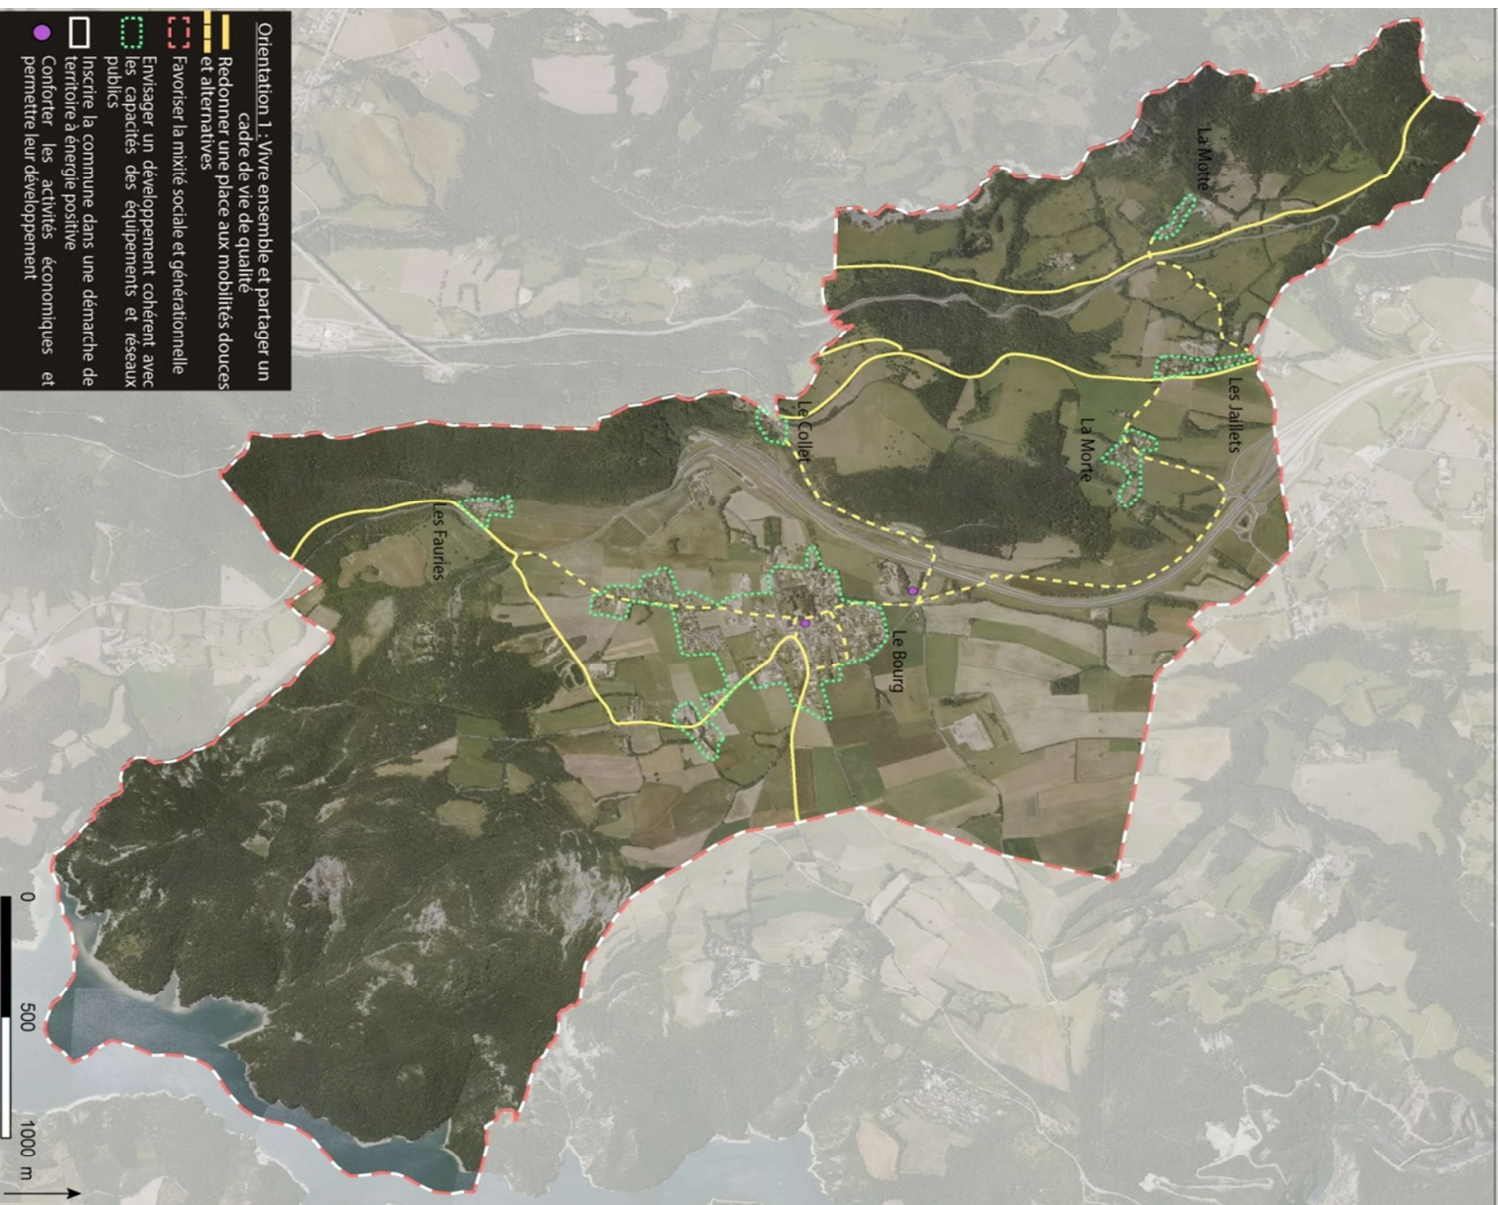 Orientation 1 : Vivre ensemble et partager un
cadre de vie de qualité
Redonner une place aux mobilités douces
et alternatives
Favoriser la mixité sociale et générationnelle
Envisager un développement cohérent avec
les capacités des équipements et réseaux
publics
Inscrire la commune dans une démarche de
territoire à énergie positive
Conforter les activités économiques et
permettre leur développement
La Motte
Les Jaillets
La Morte
Le Collet
Le Bourg
Les Fauries
0 500 1000 m